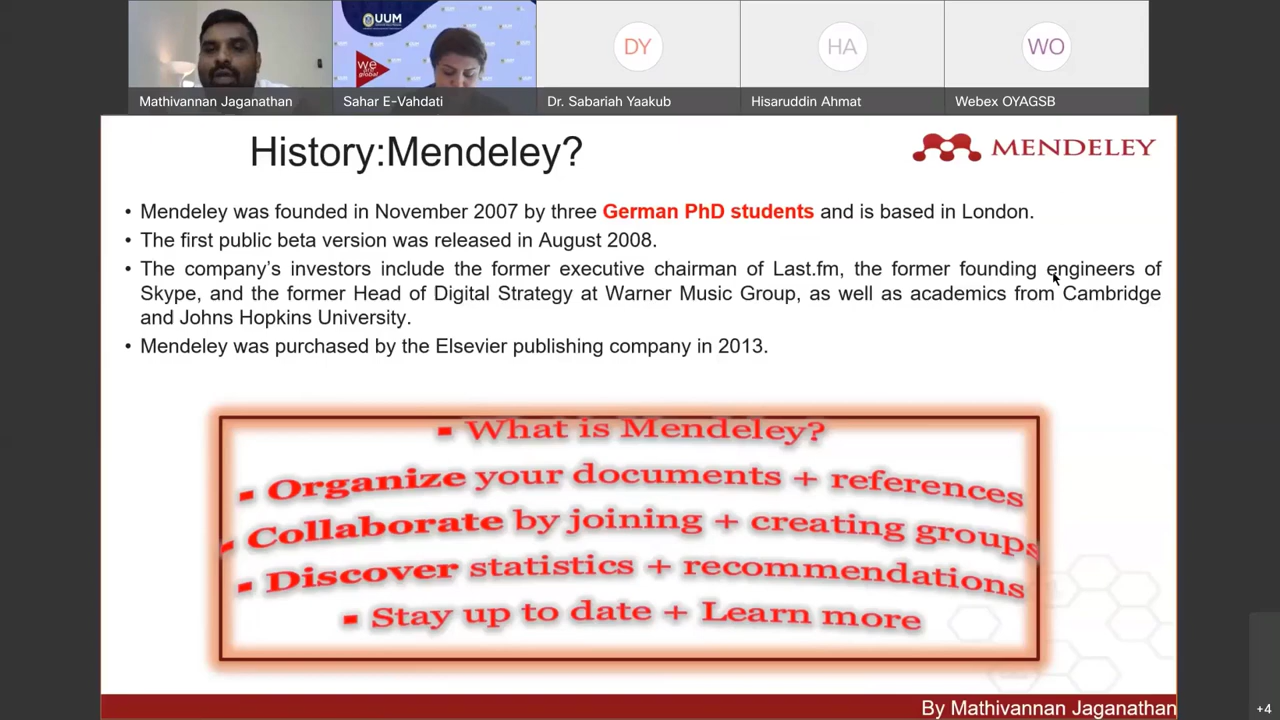 UUM
we
are
global
DY
HA
WO
Mathivannan Jaganathan
Sahar E-Vahdati
Dr. Sabariah Yaakub
Hisaruddin Ahmat
Webex OYAGSB
History:Mendeley?
MENDELEY
• Mendeley was founded in November 2007 by three German PhD students and is based in London.
• The first public beta version was released in August 2008.
• The company’s investors include the former executive chairman of Last.fm, the former founding engineers of
Skype, and the former Head of Digital Strategy at Warner Music Group, as well as academics from Cambridge
and Johns Hopkins University.
• Mendeley was purchased by the Elsevier publishing company in 2013.
▪ What is Mendeley?
▪ Organize your documents + references
▪ Collaborate by joining + creating groups
▪ Discover statistics + recommendations
▪ Stay up to date + Learn more
By Mathivannan Jaganathan
+4